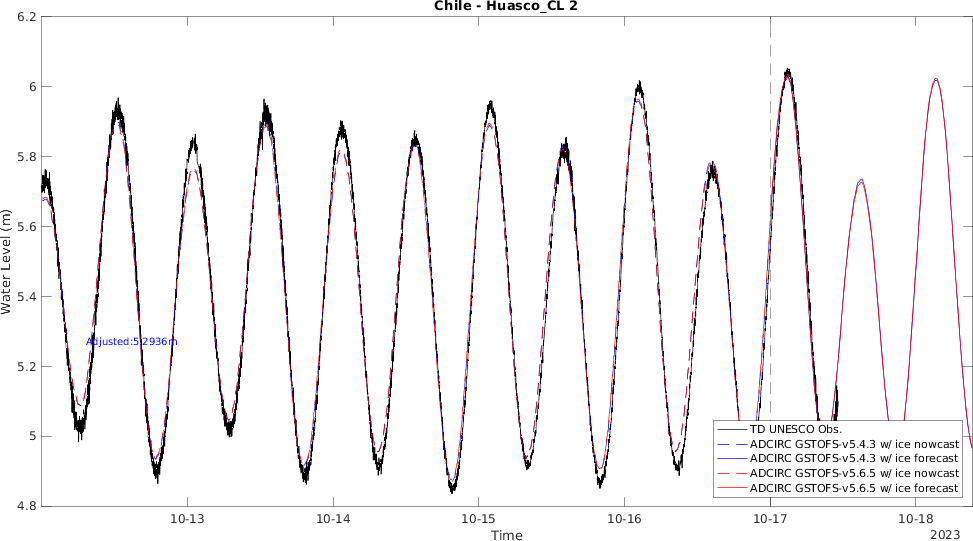 Chile - Huasco_CL 2
6.2
6
5.8
5.6
5.4
5.2
5
4.8
Water Level (m)
Adjusted:5.2936m
TD UNESCO Obs.
ADCIRC GSTOFS-v5.4.3 w/ ice nowcast
ADCIRC GSTOFS-v5.4.3 w/ ice forecast
ADCIRC GSTOFS-v5.6.5 w/ ice nowcast
ADCIRC GSTOFS-v5.6.5 w/ ice forecast
10-13 10-14 10-15 10-16 10-17 10-18
Time
2023